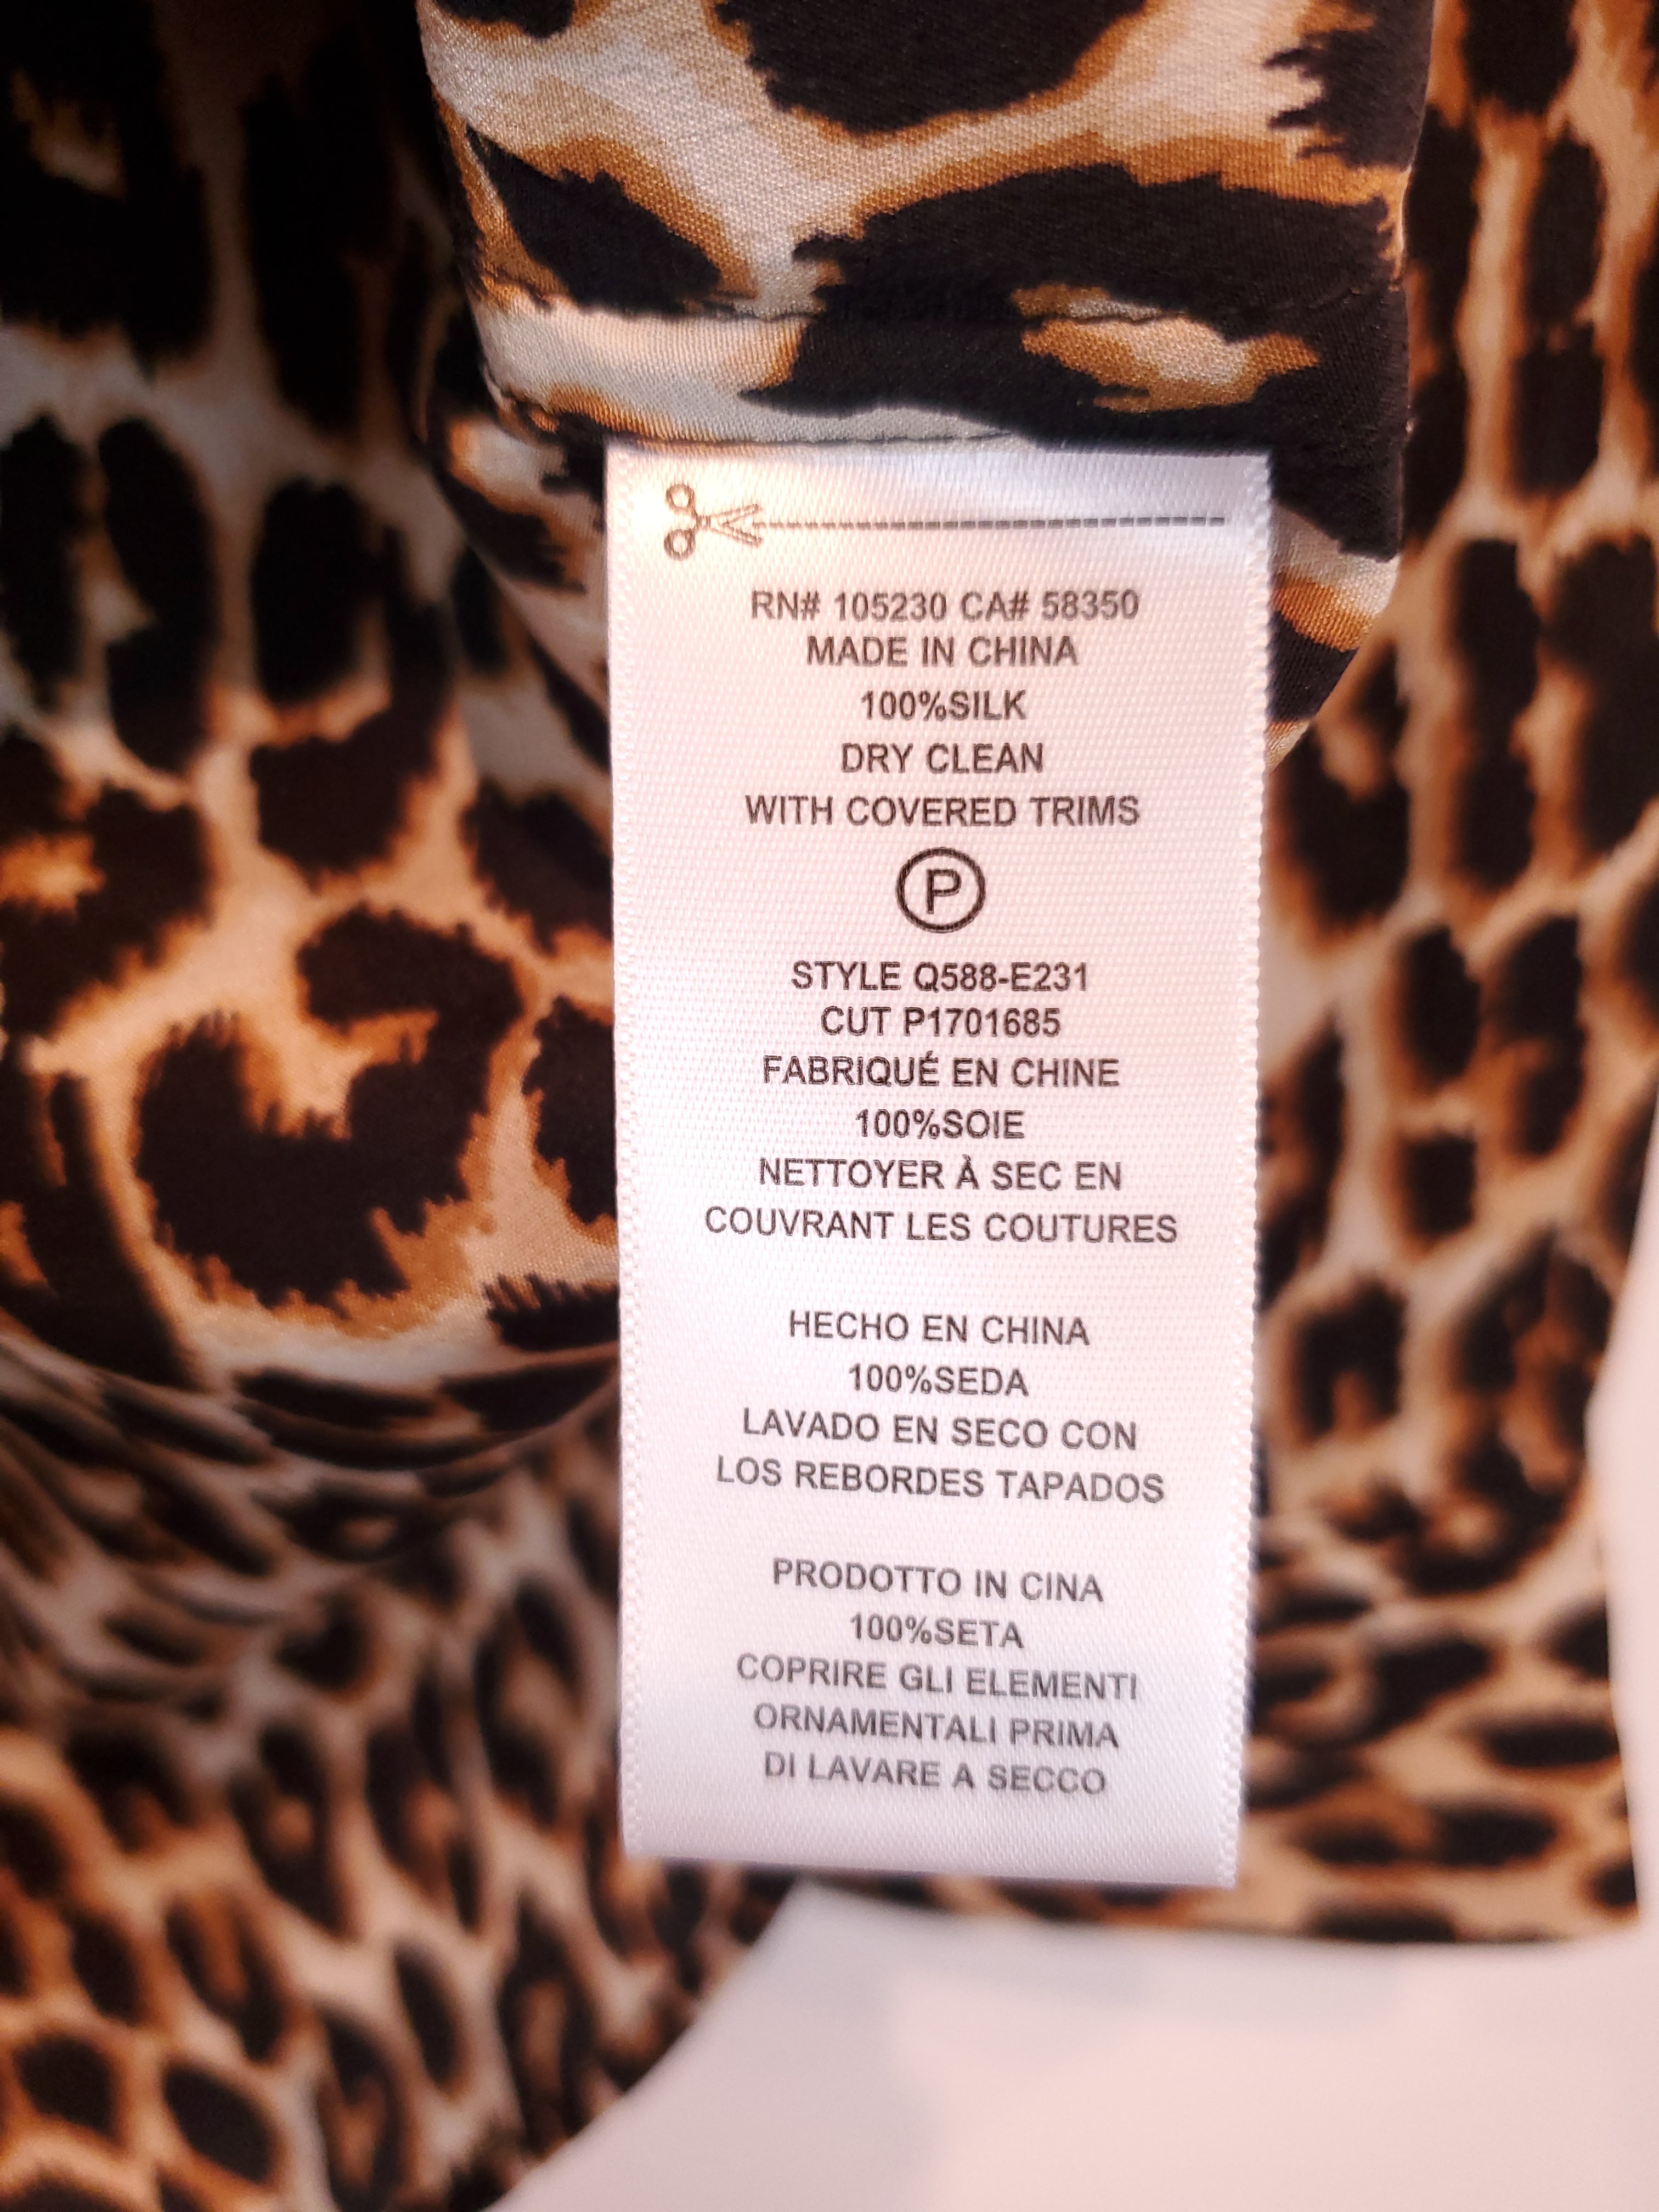 RN# 105230 CA# 58350
MADE IN CHINA
100%SILK
DRY CLEAN
WITH COVERED TRIMS
P
STYLE Q588-E231
CUT P1701685
FABRIQUÉ EN CHINE
100%SOIE
NETTOYER À SEC EN
COUVRANT LES COUTURES
HECHO EN CHINA
100%SEDA
LAVADO EN SECO CON
LOS REBORDES TAPADOS
PRODOTTO IN CINA
100%SETA
COPRIRE GLI ELEMENTI
ORNAMENTALI PRIMA
DI LAVARE A SECCO